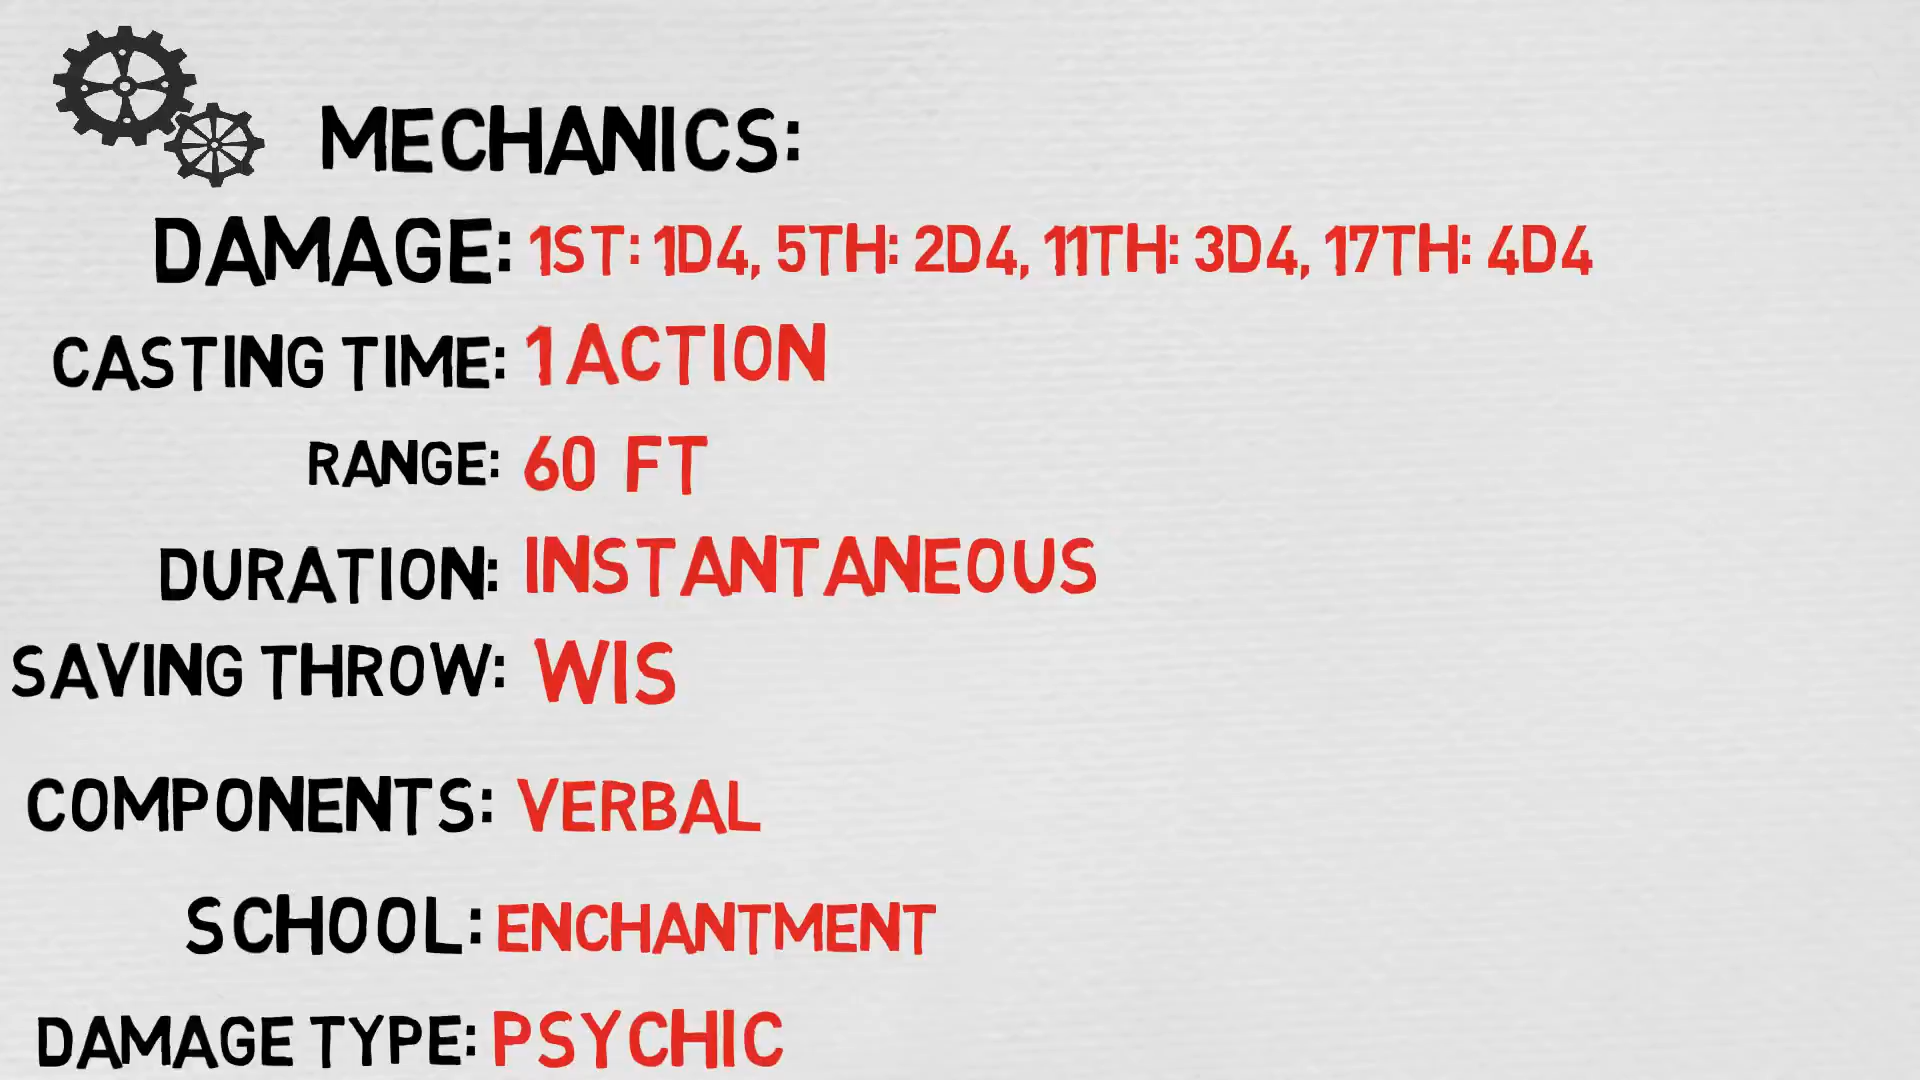 MECHANICS:
DAMAGE: 1ST: 1D4, 5TH: 2D4, 11TH: 3D4, 17TH: 4D4
CASTING TIME: 1 ACTION
RANGE: 60 FT
DURATION: INSTANTANEOUS
SAVING THROW: WIS
COMPONENTS: VERBAL
SCHOOL: ENCHANTMENT
DAMAGE TYPE: PSYCHIC